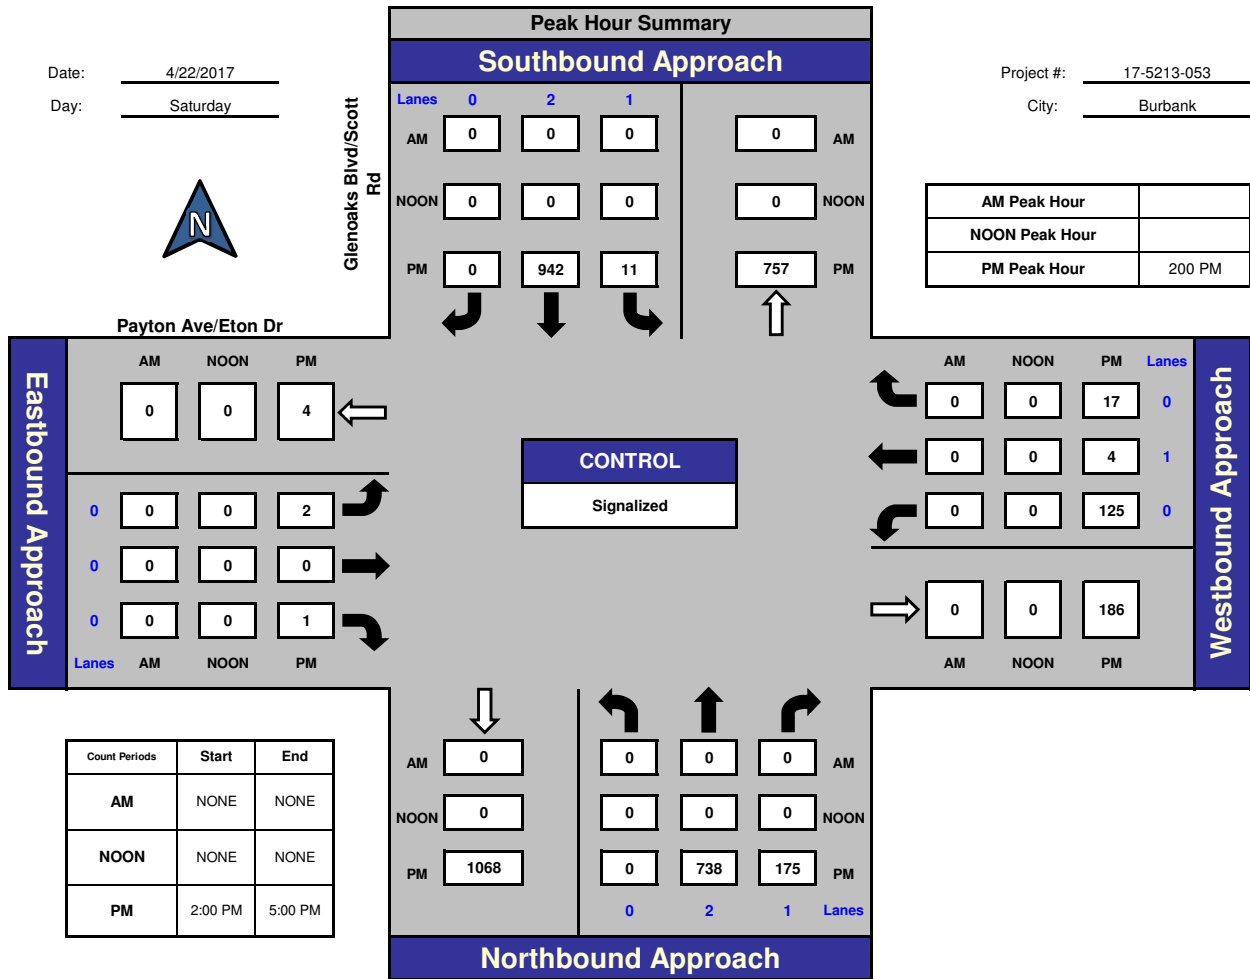 Peak Hour Summary
Southbound Approach
Date: 4/22/2017
Day: Saturday
Project #: 17-5213-053
City: Burbank
N
Glenoaks Blvd/Scott
Rd
Lanes 0 2 1
AM 0 0 0 0 AM
NOON 0 0 0 0 NOON
PM 0 942 11 757 PM
AM Peak Hour
NOON Peak Hour
PM Peak Hour 200 PM
Payton Ave/Eton Dr
Eastbound Approach
AM NOON PM
0 0 4
0 0 0 2
0 0 0 0
0 0 0 1
Lanes AM NOON PM
CONTROL
Signalized
AM NOON PM Lanes
0 0 17 0
0 0 4 1
0 0 125 0
0 0 186
AM NOON PM
Westbound Approach
Count Periods Start End
AM NONE NONE
NOON NONE NONE
PM 2:00 PM 5:00 PM
AM 0 0 0 0 AM
NOON 0 0 0 0 NOON
PM 1068 0 738 175 PM
0 2 1 Lanes
Northbound Approach